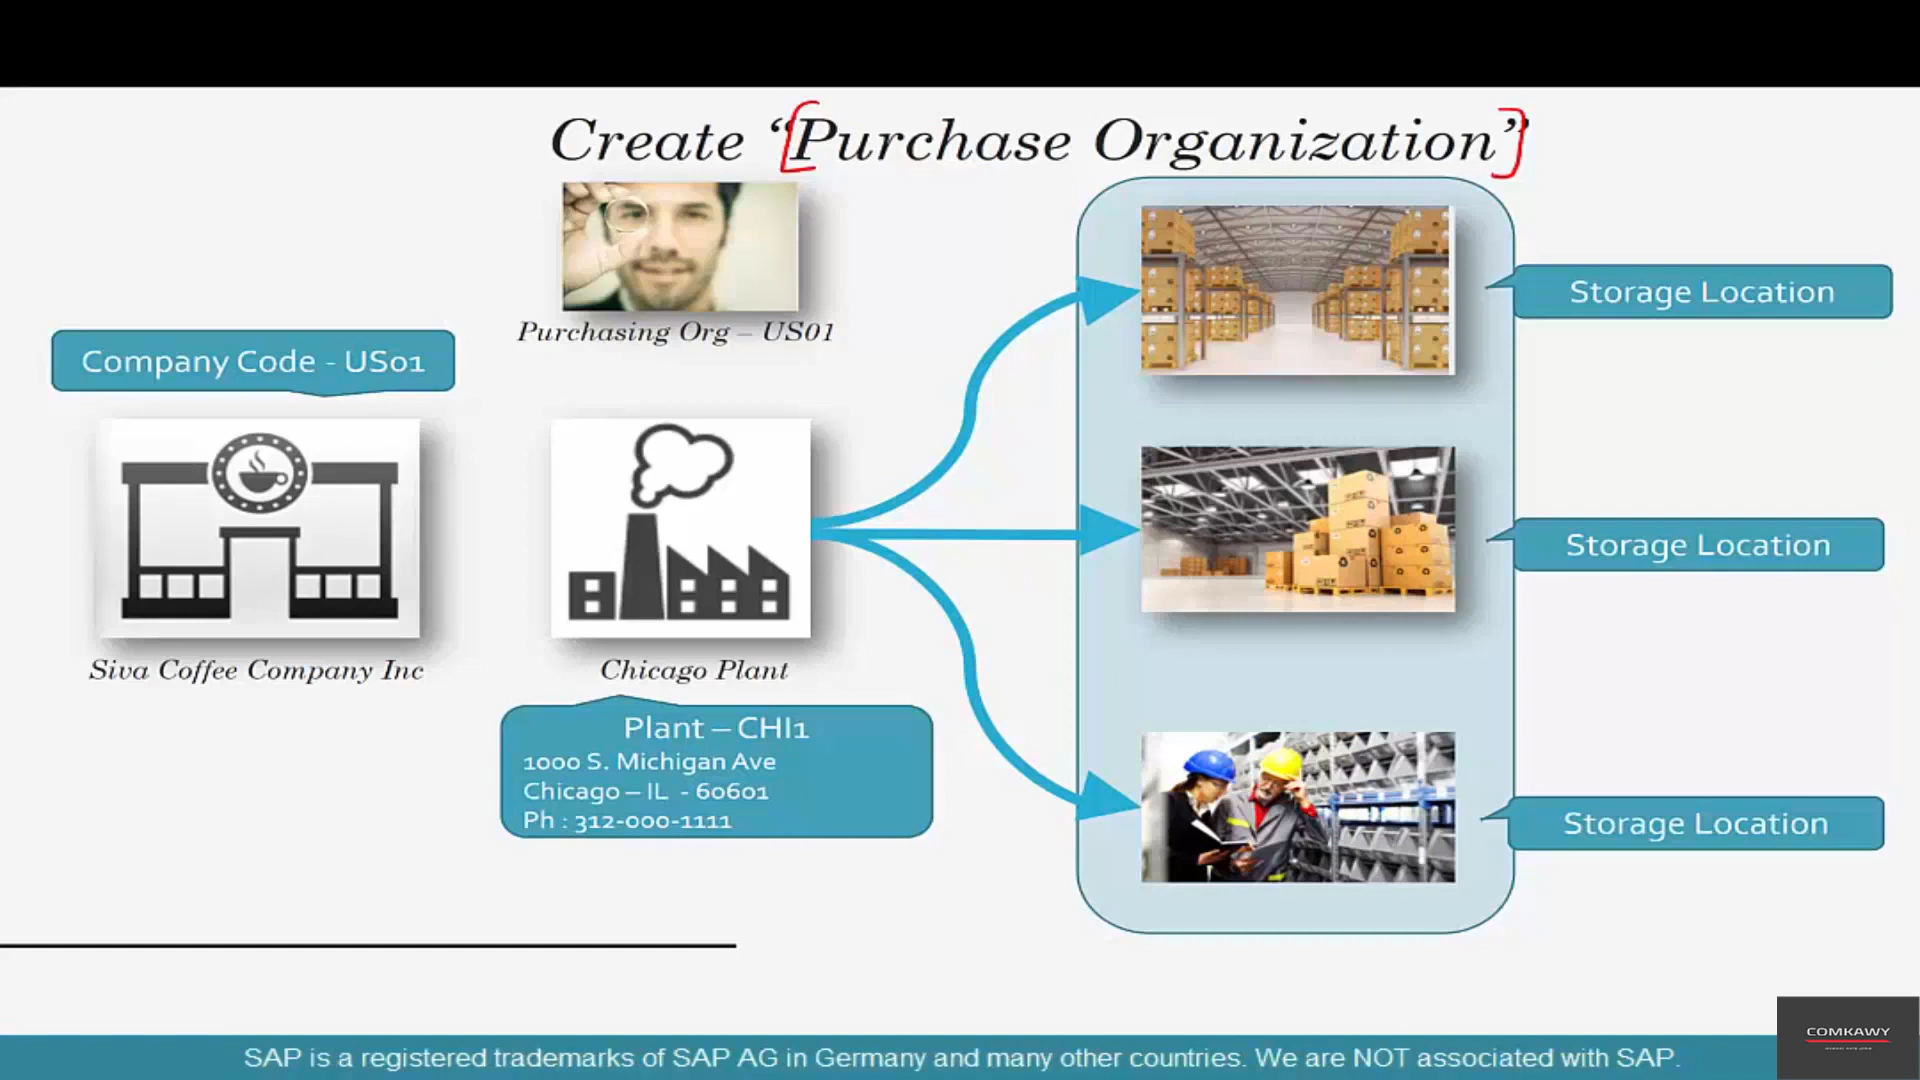 Create “Purchase Organization”
Purchasing Org – US01
Company Code - US01
Siva Coffee Company Inc
Chicago Plant
Plant – CHI1
1000 S. Michigan Ave
Chicago – IL - 60601
Ph : 312-000-1111
Storage Location
Storage Location
Storage Location
SAP is a registered trademarks of SAP AG in Germany and many other countries. We are NOT associated with SAP.
COMKAWY